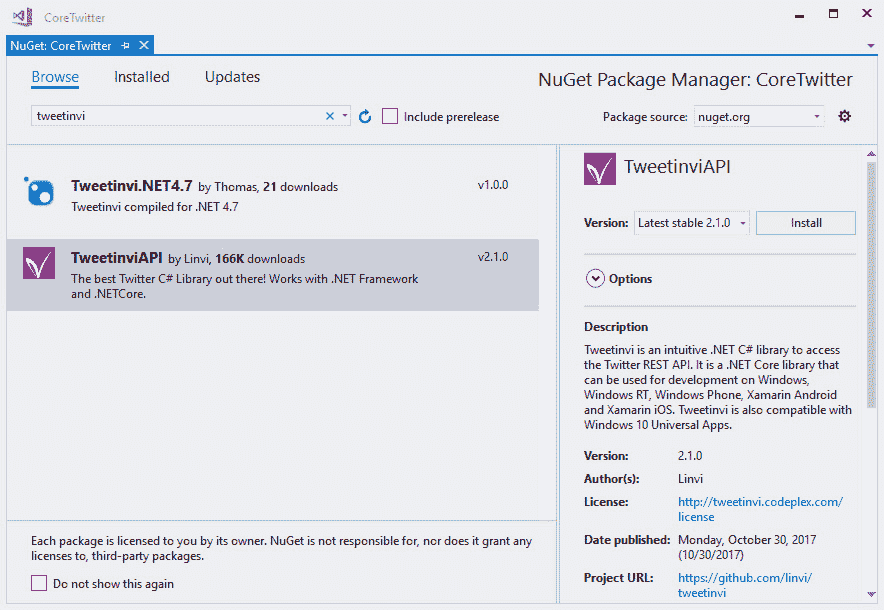 CoreTwitter
NuGet: CoreTwitter
Browse
Installed
Updates
NuGet Package Manager: CoreTwitter
tweetinvi
Include prerelease
Package source:
nuget.org
Tweetinvi.NET4.7 by Thomas, 21 downloads
v1.0.0
Tweetinvi compiled for .NET 4.7
TweetinviAPI by Linvi, 166K downloads
v2.1.0
The best Twitter C# Library out there! Works with .NET Framework
and .NETCore.
Each package is licensed to you by its owner. NuGet is not responsible for, nor does it grant any
licenses to, third-party packages.
Do not show this again
TweetinviAPI
Version:
Latest stable 2.1.0
Install
Options
Description
Tweetinvi is an intuitive .NET C# library to access
the Twitter REST API. It is a .NET Core library that
can be used for development on Windows,
Windows RT, Windows Phone, Xamarin Android
and Xamarin iOS. Tweetinvi is also compatible with
Windows 10 Universal Apps.
Version: 2.1.0
Author(s): Linvi
License: http://tweetinvi.codeplex.com/
license
Date published: Monday, October 30, 2017
(10/30/2017)
Project URL: https://github.com/linvi/
tweetinvi